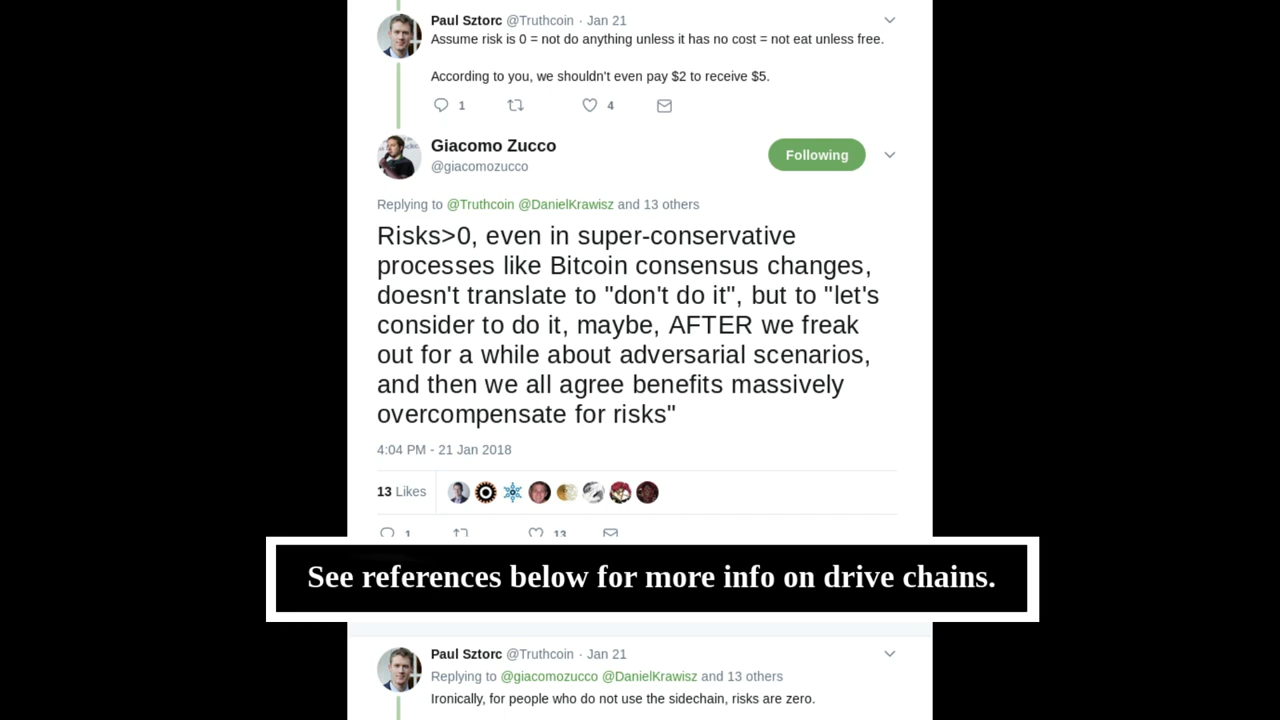 Paul Sztorc @Truthcoin · Jan 21
Assume risk is 0 = not do anything unless it has no cost = not eat unless free.
According to you, we shouldn't even pay $2 to receive $5.
1 4
Giacomo Zucco
Following
@giacomozucco
Replying to @Truthcoin @DanielKrawisz and 13 others
Risks>0, even in super-conservative
processes like Bitcoin consensus changes,
doesn't translate to "don't do it", but to "let's
consider to do it, maybe, AFTER we freak
out for a while about adversarial scenarios,
and then we all agree benefits massively
overcompensate for risks"
4:04 PM - 21 Jan 2018
13 Likes
1 13
See references below for more info on drive chains.
Paul Sztorc @Truthcoin · Jan 21
Replying to @giacomozucco @DanielKrawisz and 13 others
Ironically, for people who do not use the sidechain, risks are zero.